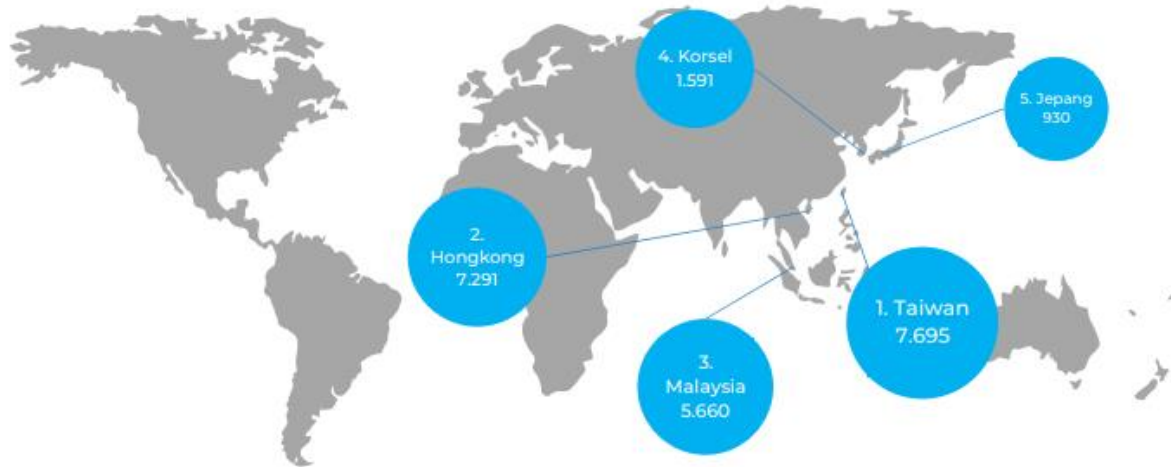 4. Korsel
1.591
5. Jepang
930
2.
Hongkong
7.291
1. Taiwan
7.695
3.
Malaysia
5.660